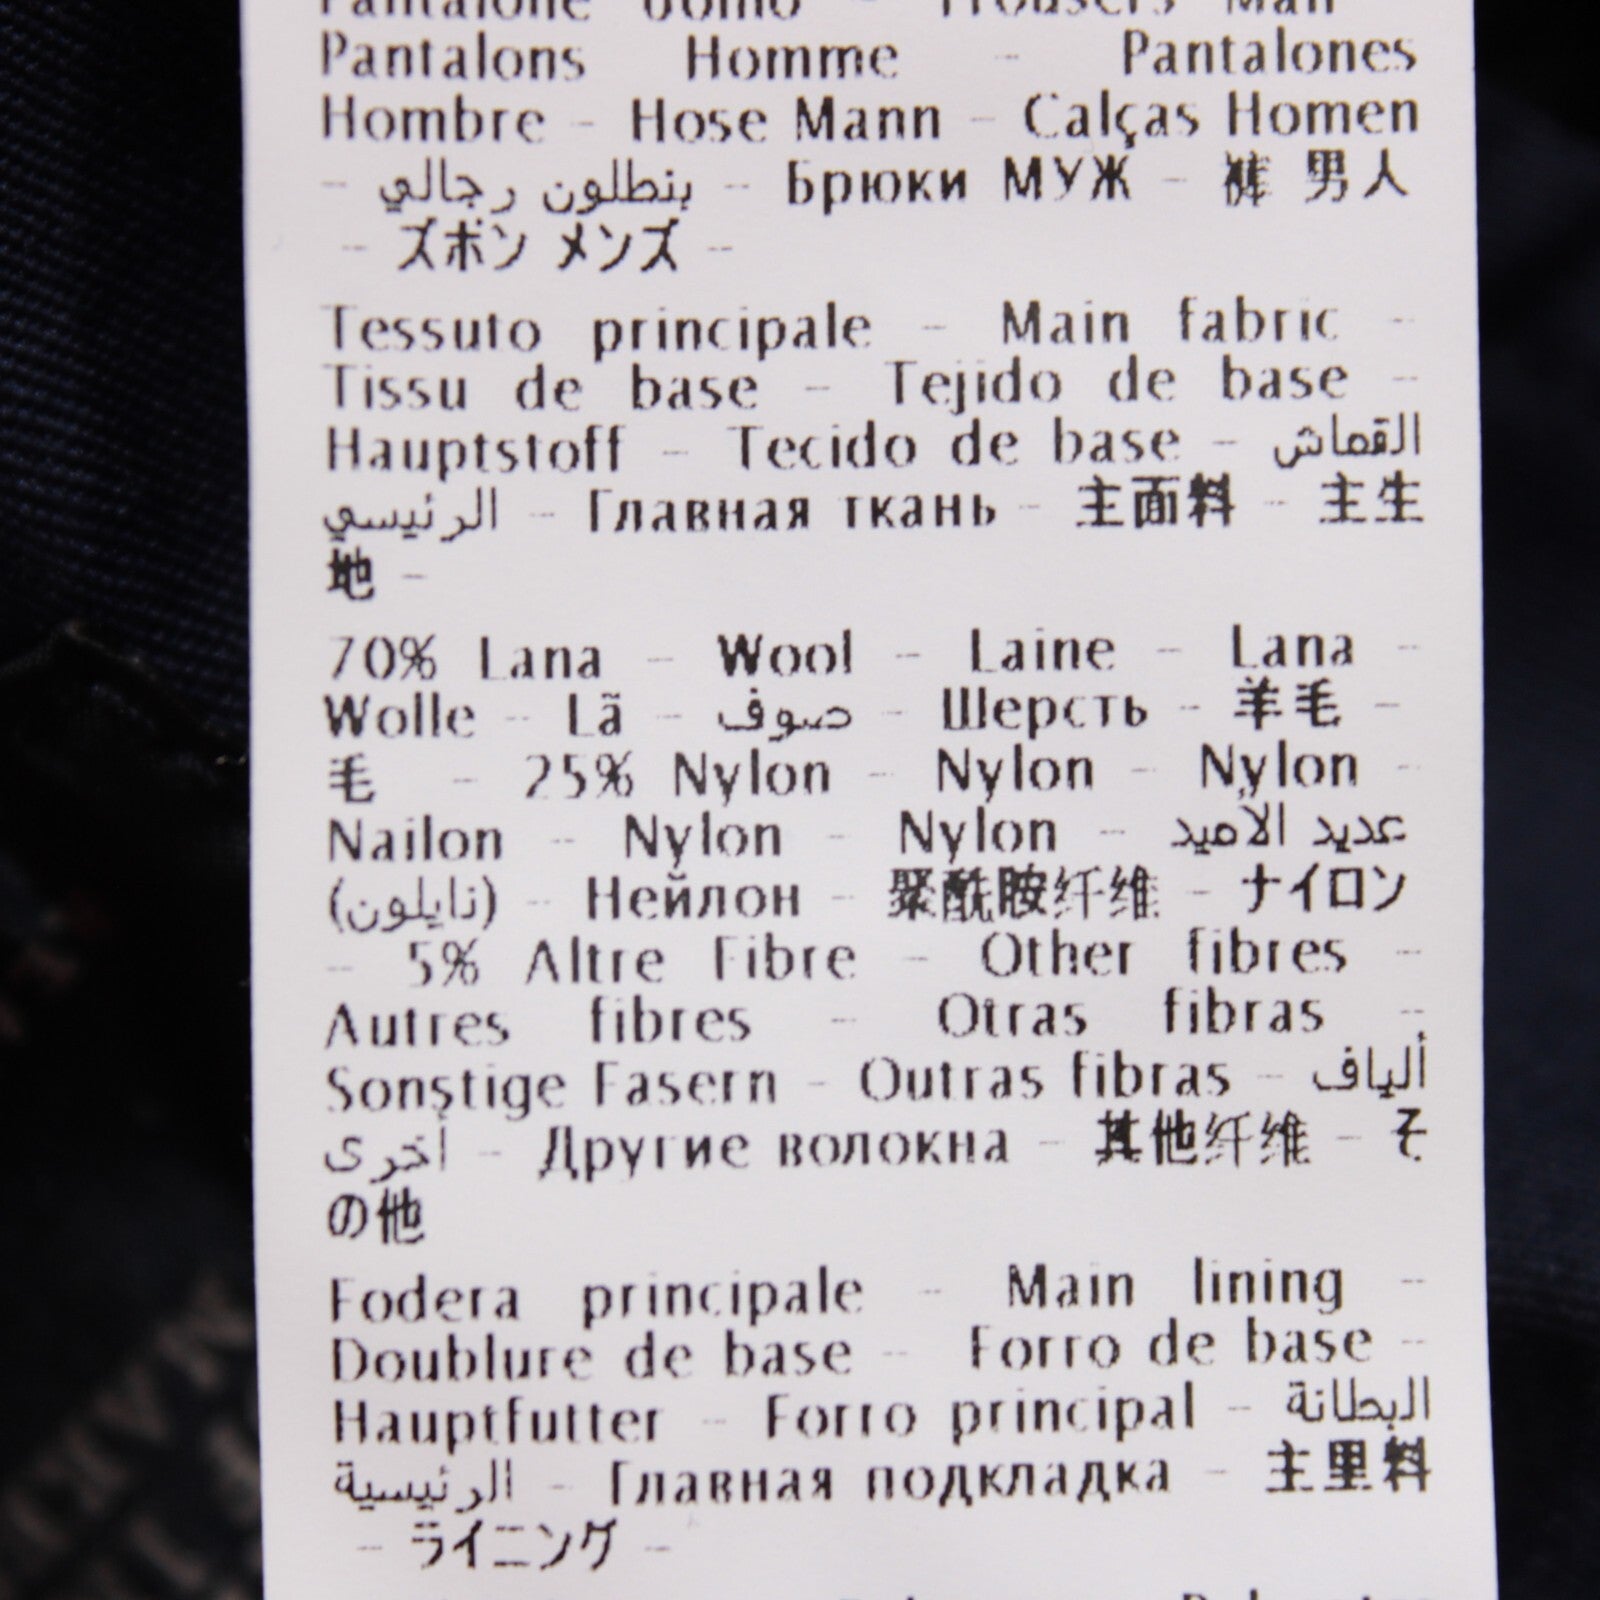 Pantalone uomo - Trousers Man
Pantalons Homme - Pantalones
Hombre - Hose Mann - Calças Homen
- بنطلون رجالي - Брюки МУЖ - 裤 男人
- ズボン メンズ -
Tessuto principale - Main fabric -
Tissu de base - Tejido de base -
Hauptstoff - Tecido de base - القماش
الرئيسي - Главная ткань - 主面料 - 主生
地 -
70% Lana - Wool - Laine - Lana -
Wolle - Lã - صوف - Шерсть - 羊毛 -
毛 - 25% Nylon - Nylon - Nylon -
Nailon - Nylon - Nylon - عديد الأميد
(نايلون) - Нейлон - 聚酰胺纤维 - ナイロン
- 5% Altre Fibre - Other fibres -
Autres fibres - Otras fibras -
Sonstige Fasern - Outras fibras - ألياف
أخرى - Другие волокна - 其他纤维 - そ
の他
Fodera principale - Main lining -
Doublure de base - Forro de base -
Hauptfutter - Forro principal - البطانة
الرئيسية - Главная подкладка - 主里料
- ライニング -